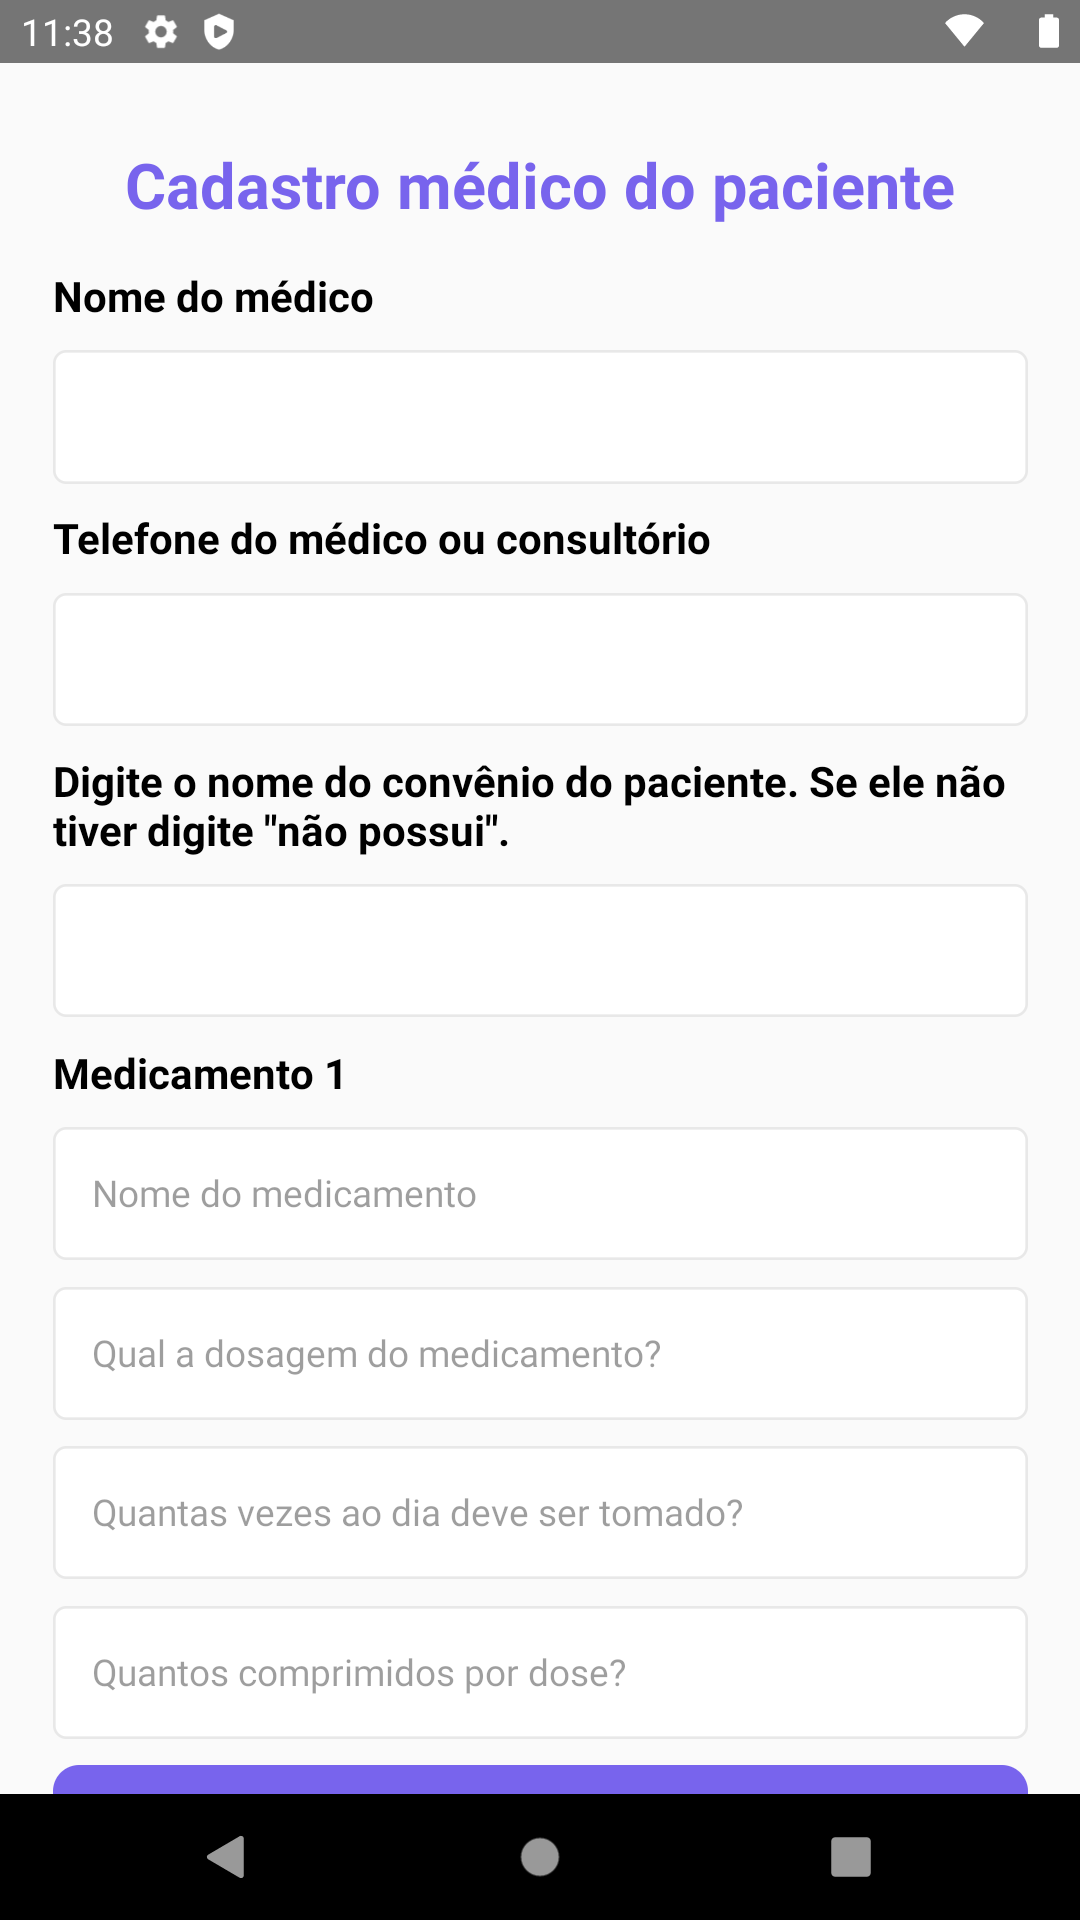 11:38
Cadastro médico do paciente
Nome do médico
Telefone do médico ou consultório
Digite o nome do convênio do paciente. Se ele não
tiver digite "não possui".
Medicamento 1
Nome do medicamento
Qual a dosagem do medicamento?
Quantas vezes ao dia deve ser tomado?
Quantos comprimidos por dose?